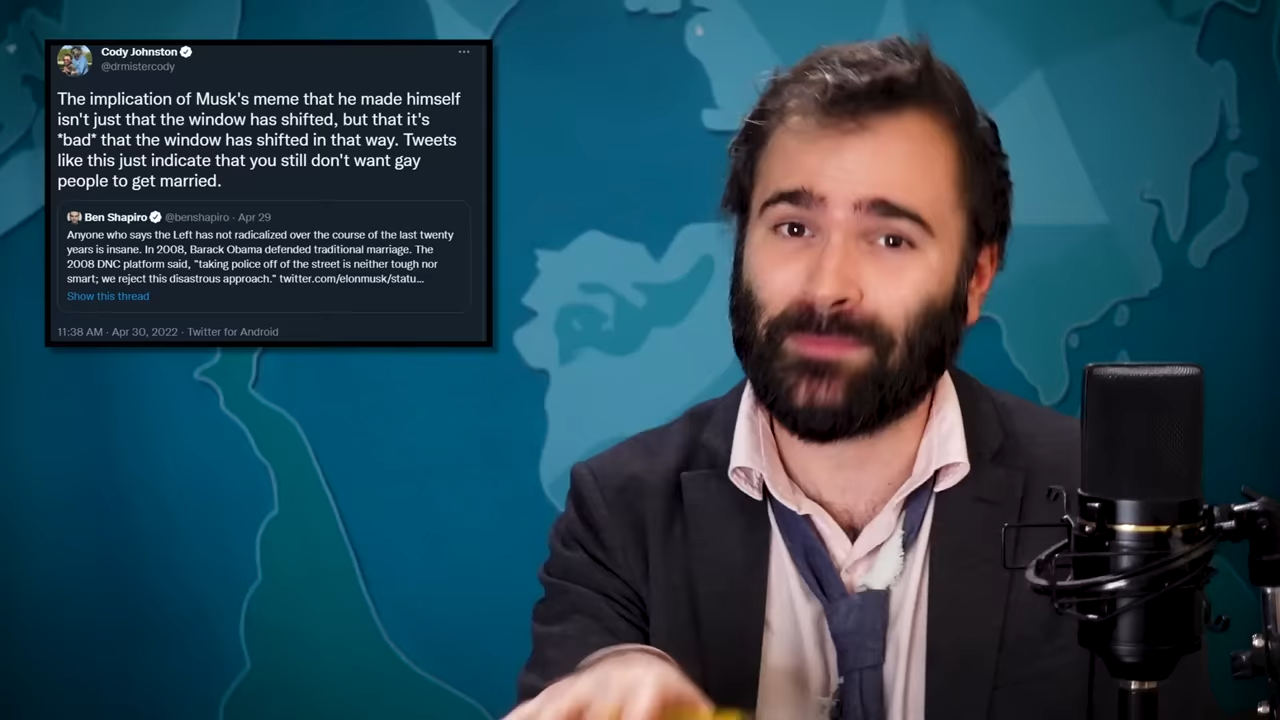 Cody Johnston
@drmistercody
The implication of Musk's meme that he made himself
isn't just that the window has shifted, but that it's
*bad* that the window has shifted in that way. Tweets
like this just indicate that you still don't want gay
people to get married.
Ben Shapiro @benshapiro · Apr 29
Anyone who says the Left has not radicalized over the course of the last twenty
years is insane. In 2008, Barack Obama defended traditional marriage. The
2008 DNC platform said, "taking police off of the street is neither tough nor
smart; we reject this disastrous approach." twitter.com/elonmusk/statu...
Show this thread
11:38 AM · Apr 30, 2022 · Twitter for Android